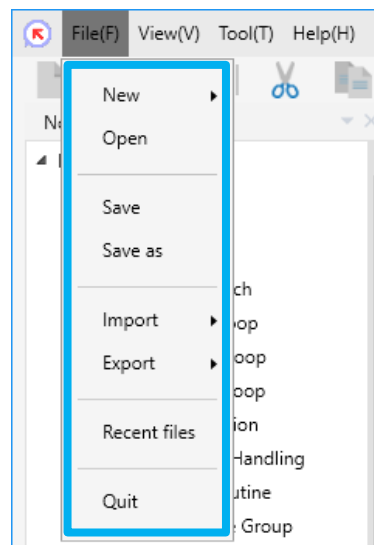 File(F) View(V) Tool(T) Help(H)
New
Open
Save
Save as
ch
Import
oop
Export
oop
oop
Recent files
ion
Handling
Quit
utine
Group